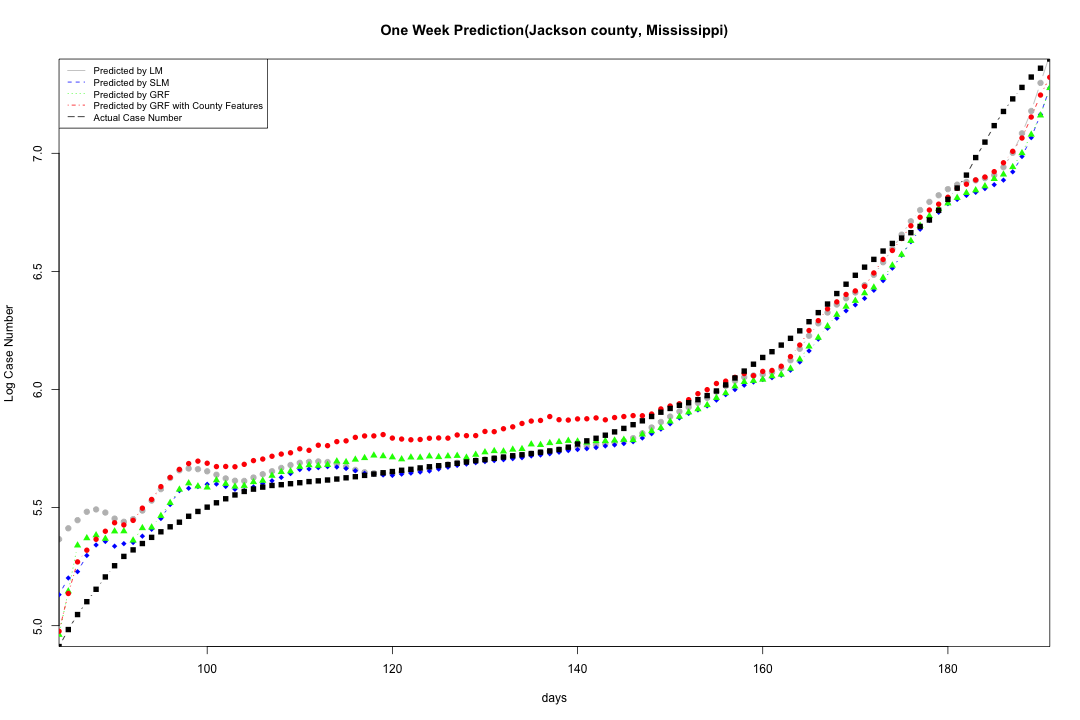 One Week Prediction(Jackson county, Mississippi)
Predicted by LM
Predicted by SLM
Predicted by GRF
Predicted by GRF with County Features
Actual Case Number
7.0
6.5
6.0
5.5
5.0
Log Case Number
100 120 140 160 180
days